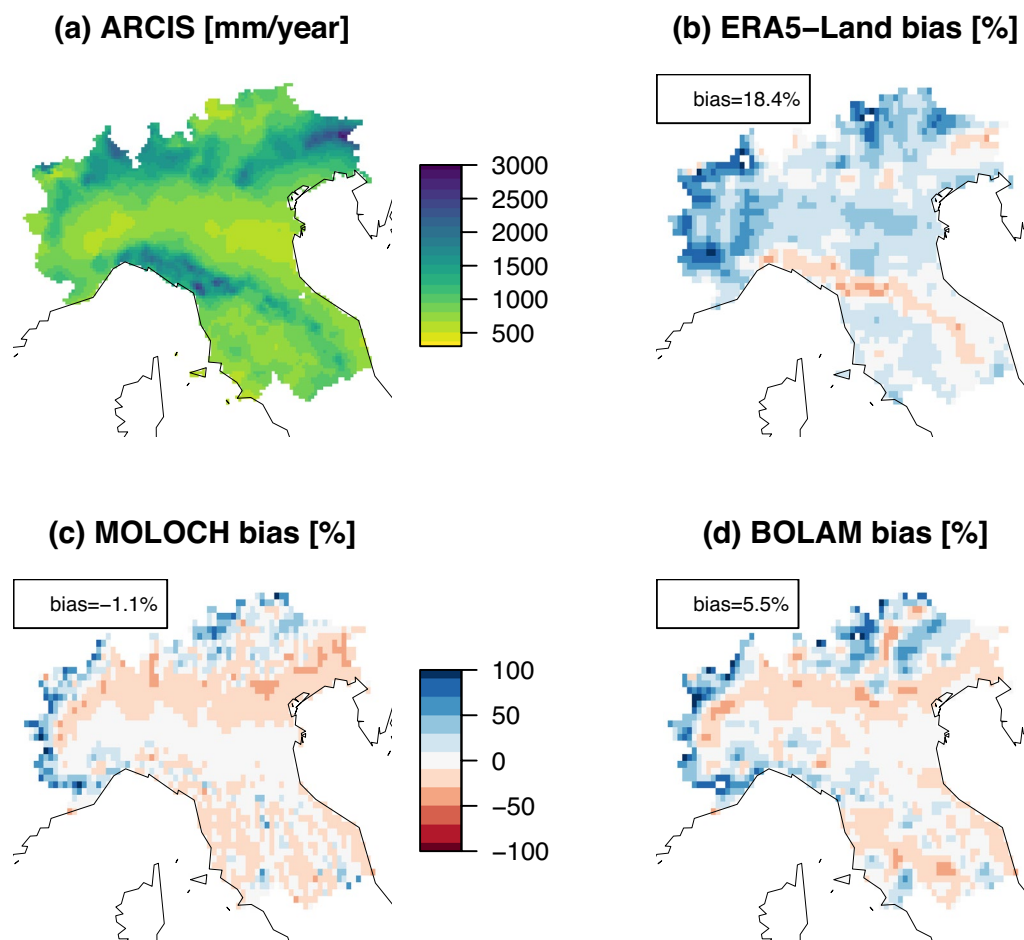 (a) ARCIS [mm/year]
(b) ERA5−Land bias [%]
bias=18.4%
3000
2500
2000
1500
1000
500
(c) MOLOCH bias [%]
(d) BOLAM bias [%]
bias=−1.1%
bias=5.5%
100
50
0
−50
−100